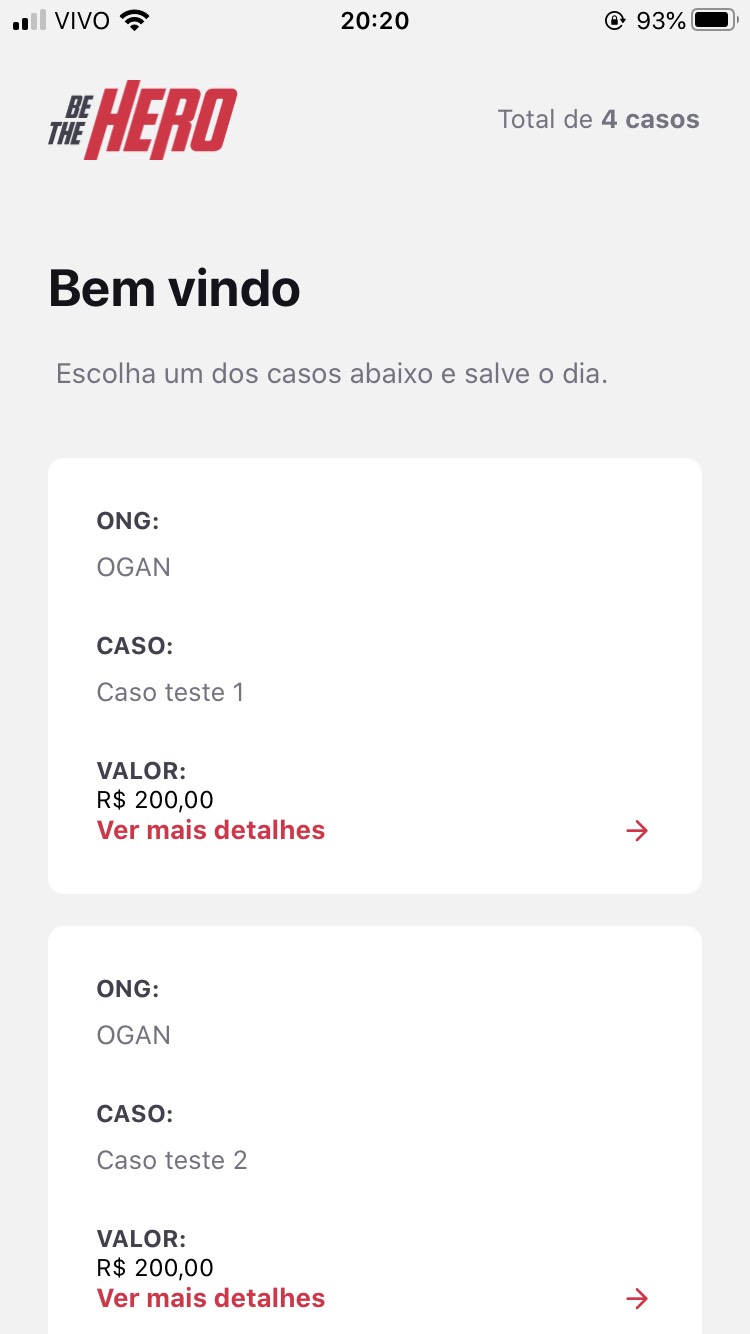 VIVO 20:20 93%
BE THE HERO
Total de 4 casos
Bem vindo
Escolha um dos casos abaixo e salve o dia.
ONG:
OGAN
CASO:
Caso teste 1
VALOR:
R$ 200,00
Ver mais detalhes
ONG:
OGAN
CASO:
Caso teste 2
VALOR:
R$ 200,00
Ver mais detalhes